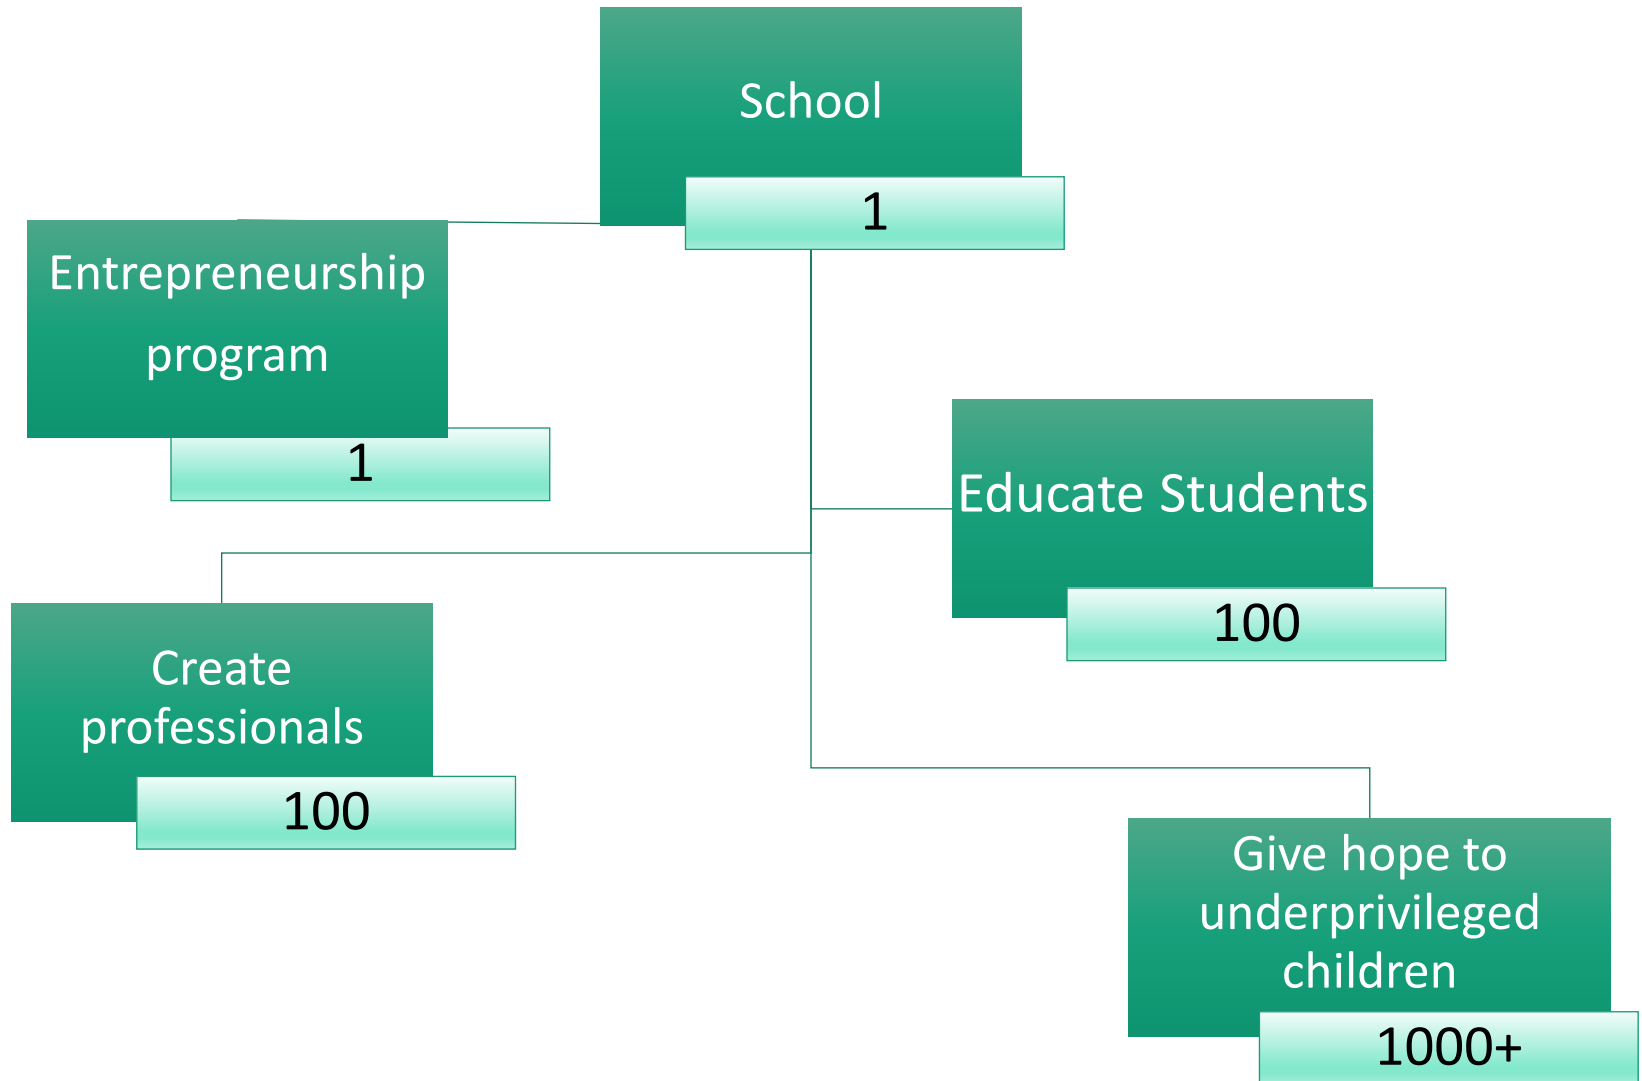 School
1
Entrepreneurship
program
1
Educate Students
100
Create
professionals
100
Give hope to
underprivileged
children
1000+